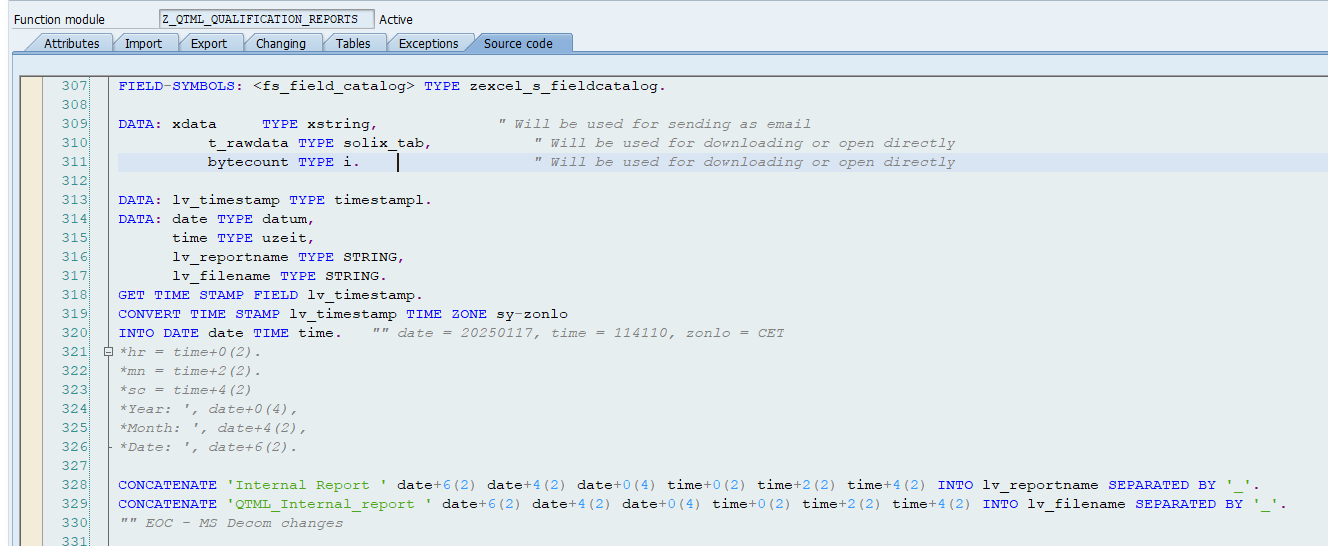 Function module Z_QTML_QUALIFICATION_REPORTS Active
Attributes Import Export Changing Tables Exceptions Source code
307 FIELD-SYMBOLS: <fs_field_catalog> TYPE zexcel_s_fieldcatalog.
308
309 DATA: xdata TYPE xstring, " Will be used for sending as email
310 t_rawdata TYPE solix_tab, " Will be used for downloading or open directly
311 bytecount TYPE i. " Will be used for downloading or open directly
312
313 DATA: lv_timestamp TYPE timestampl.
314 DATA: date TYPE datum,
315 time TYPE uzeit,
316 lv_reportname TYPE STRING,
317 lv_filename TYPE STRING.
318 GET TIME STAMP FIELD lv_timestamp.
319 CONVERT TIME STAMP lv_timestamp TIME ZONE sy-zonlo
320 INTO DATE date TIME time. "" date = 20250117, time = 114110, zonlo = CET
321 *hr = time+0(2).
322 *mn = time+2(2).
323 *sc = time+4(2)
324 *Year: ', date+0(4),
325 *Month: ', date+4(2),
326 *Date: ', date+6(2).
327
328 CONCATENATE 'Internal Report ' date+6(2) date+4(2) date+0(4) time+0(2) time+2(2) time+4(2) INTO lv_reportname SEPARATED BY '_'.
329 CONCATENATE 'QTML_Internal_report ' date+6(2) date+4(2) date+0(4) time+0(2) time+2(2) time+4(2) INTO lv_filename SEPARATED BY '_'.
330 "" EOC - MS Decom changes
331